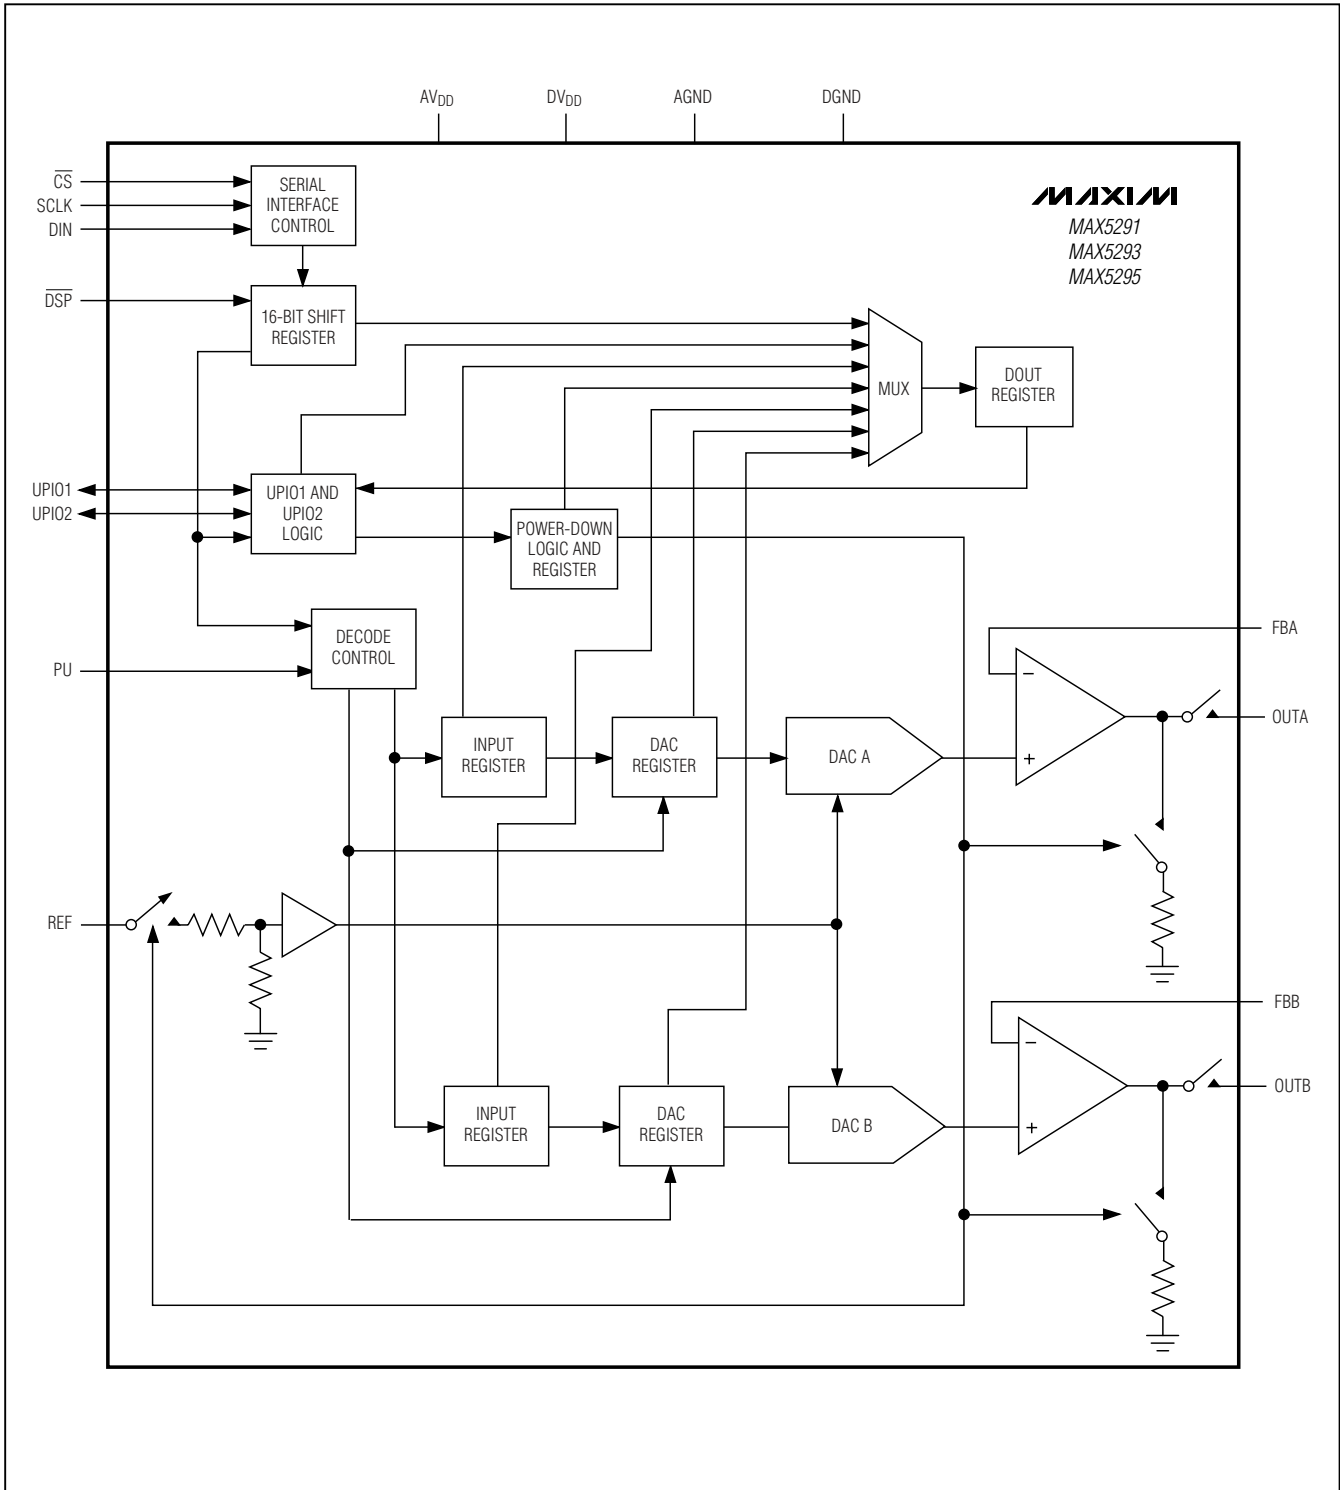 AVDD DVDD AGND DGND
CS
SCLK
DIN
SERIAL
INTERFACE
CONTROL
MAXIM
MAX5291
MAX5293
MAX5295
DSP
16-BIT SHIFT
REGISTER
MUX
DOUT
REGISTER
UPIO1
UPIO2
UPIO1 AND
UPIO2
LOGIC
POWER-DOWN
LOGIC AND
REGISTER
DECODE
CONTROL
PU
FBA
−
+
OUTA
INPUT
REGISTER
DAC
REGISTER
DAC A
REF
FBB
−
+
OUTB
INPUT
REGISTER
DAC
REGISTER
DAC B